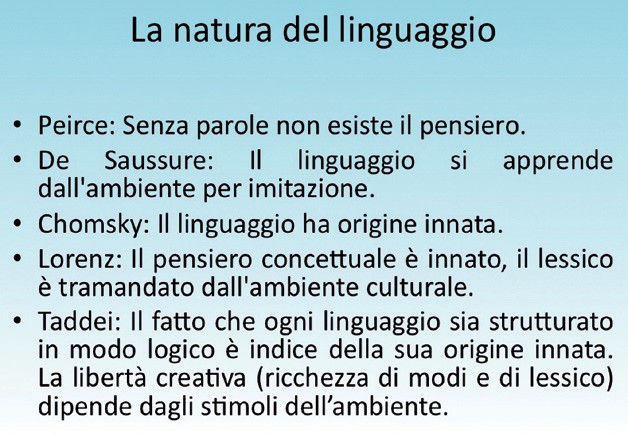 La natura del linguaggio
• Peirce: Senza parole non esiste il pensiero.
• De Saussure: Il linguaggio si apprende
dall'ambiente per imitazione.
• Chomsky: Il linguaggio ha origine innata.
• Lorenz: Il pensiero concettuale è innato, il lessico
è tramandato dall'ambiente culturale.
• Taddei: Il fatto che ogni linguaggio sia strutturato
in modo logico è indice della sua origine innata.
La libertà creativa (ricchezza di modi e di lessico)
dipende dagli stimoli dell’ambiente.